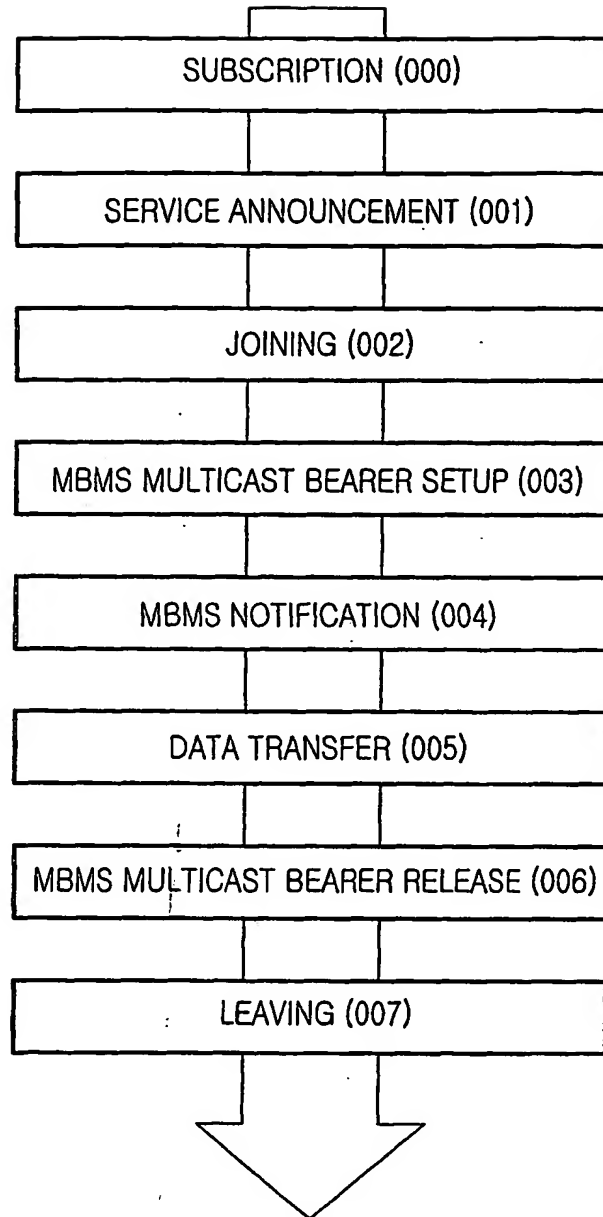 SUBSCRIPTION (000)
SERVICE ANNOUNCEMENT (001)
JOINING (002)
MBMS MULTICAST BEARER SETUP (003)
MBMS NOTIFICATION (004)
DATA TRANSFER (005)
MBMS MULTICAST BEARER RELEASE (006)
LEAVING (007)